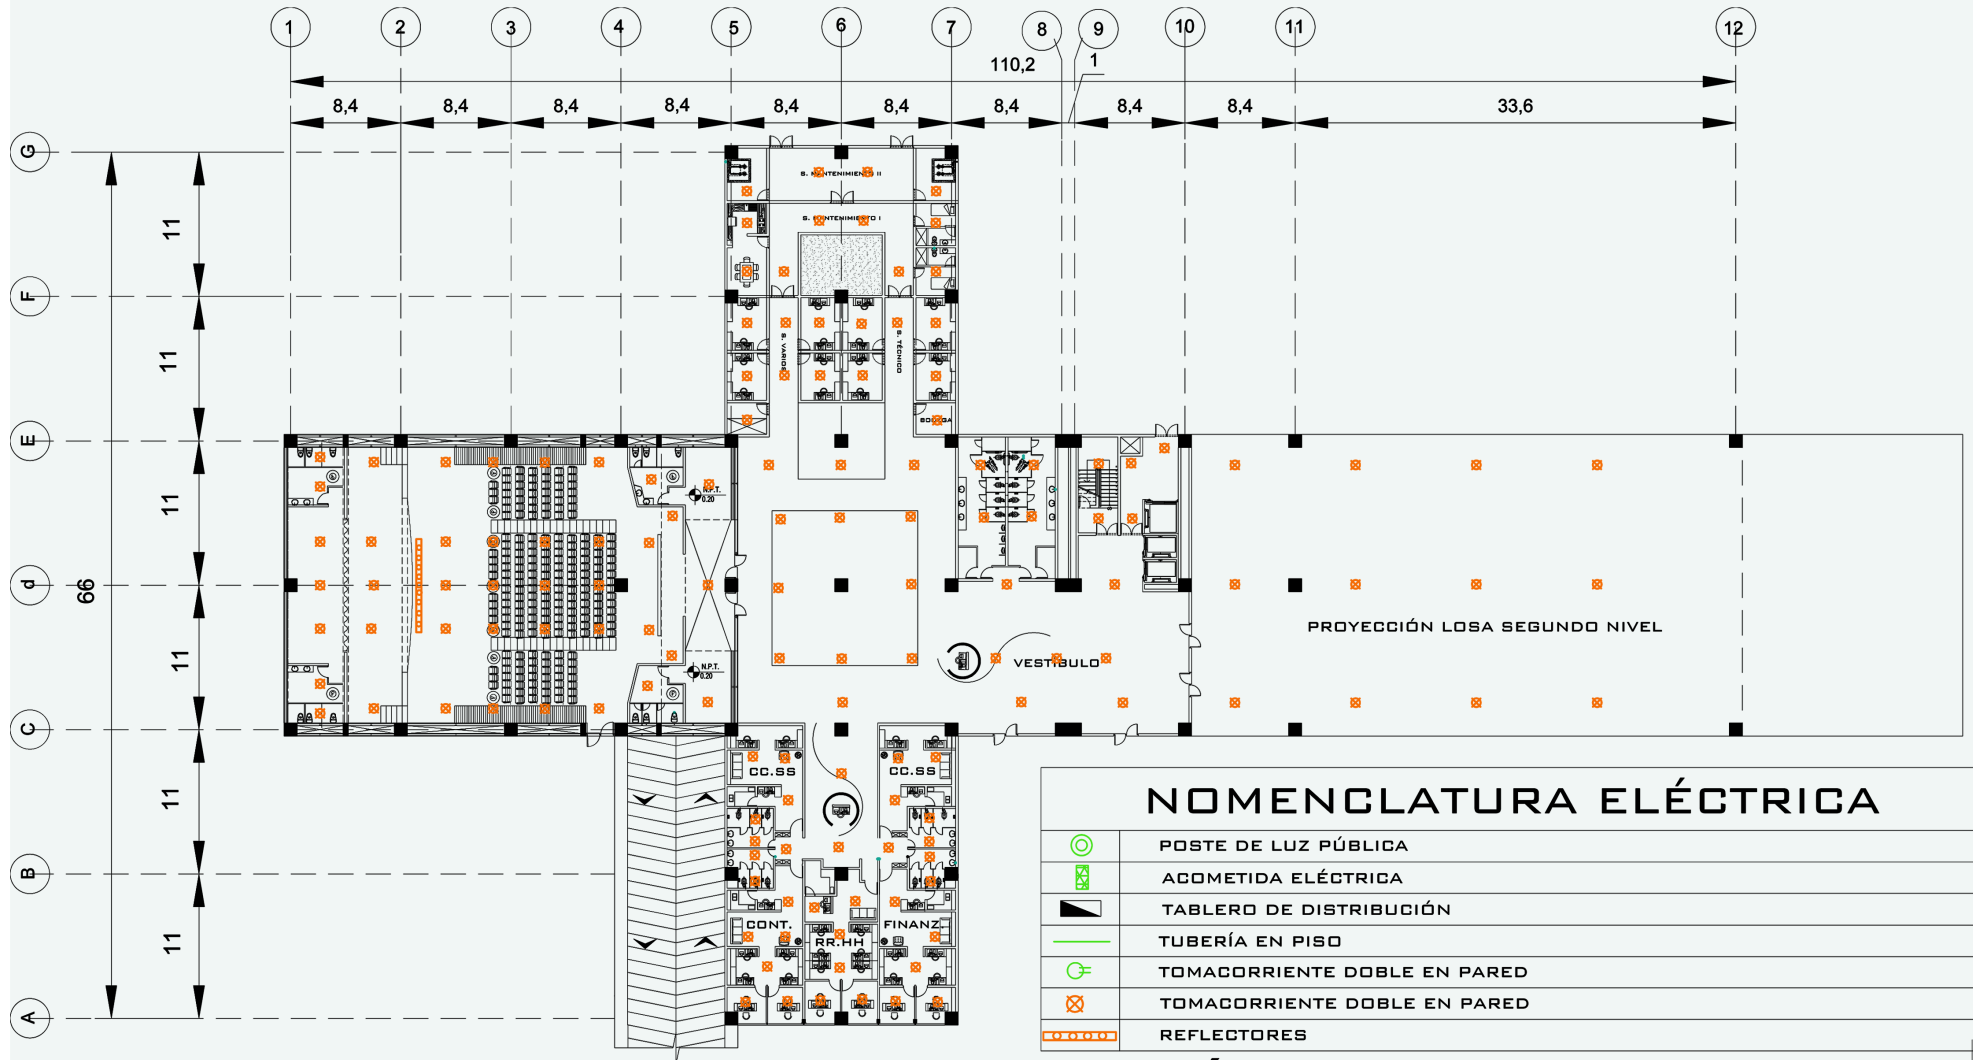 1 2 3 4 5 6 7 8 9 10 11 12
110,2 1
8,4 8,4 8,4 8,4 8,4 8,4 8,4 8,4 8,4 33,6
G
S. MANTENIMIENTO II
11
S. MANTENIMIENTO I
F
11
S. VARIOS
S. TÉCNICO
BODEGA
E
11
N.P.T.
0.20
d
66
PROYECCIÓN LOSA SEGUNDO NIVEL
11
VESTIBULO
N.P.T.
0.20
C
CC.SS CC.SS
11
B
CONT. RR.HH FINANZ.
11
A
NOMENCLATURA ELÉCTRICA
POSTE DE LUZ PÚBLICA
ACOMETIDA ELÉCTRICA
TABLERO DE DISTRIBUCIÓN
TUBERÍA EN PISO
TOMACORRIENTE DOBLE EN PARED
TOMACORRIENTE DOBLE EN PARED
REFLECTORES